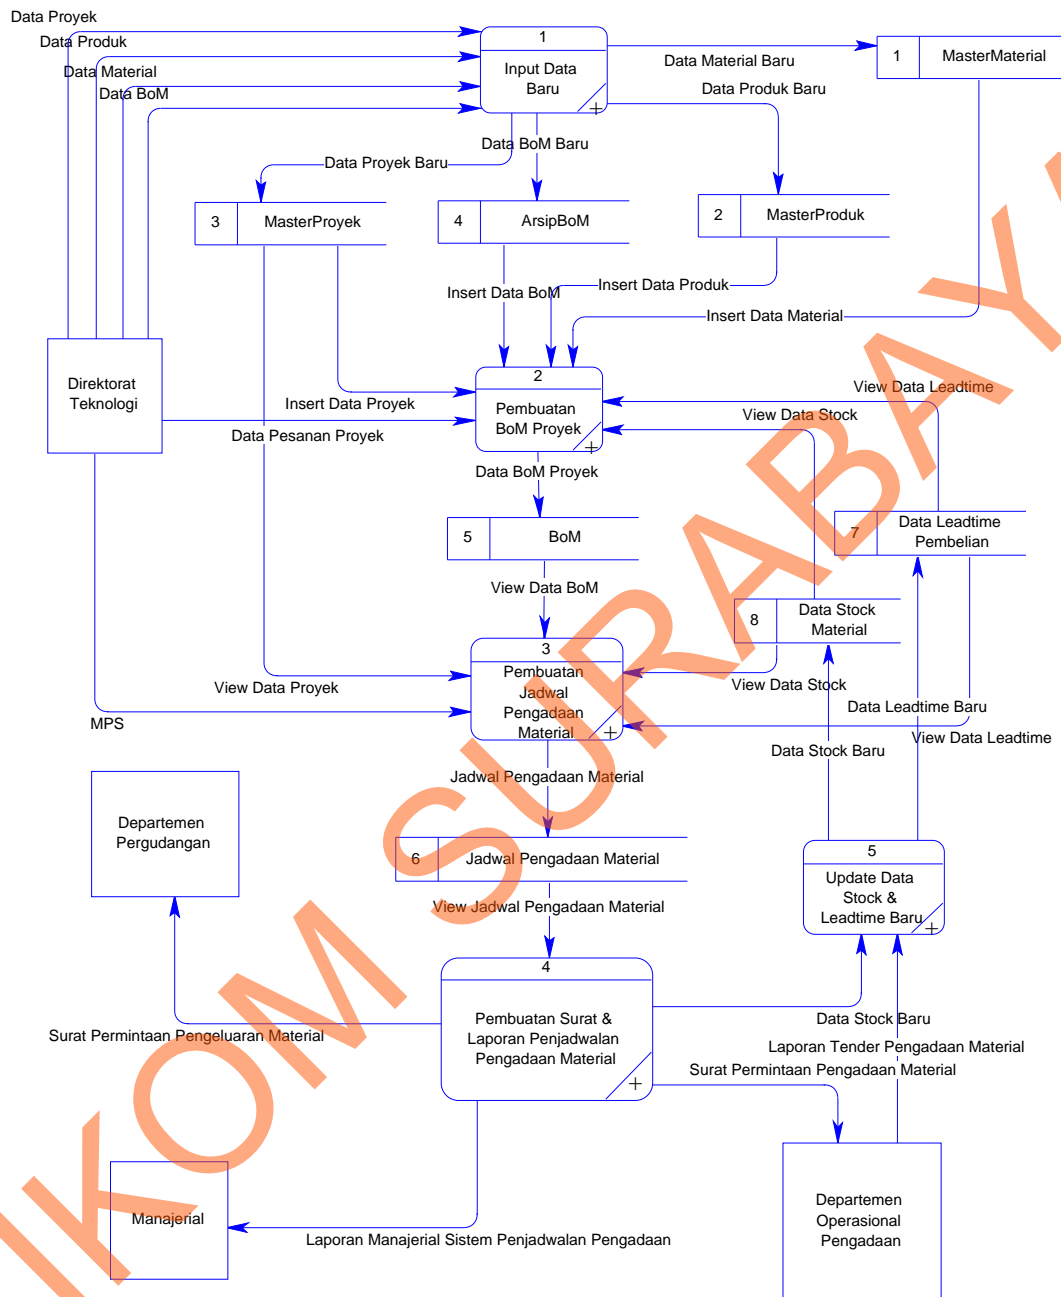 Data Proyek
Data Produk
Data Material
Data BoM
1
Input Data
Baru
Data Material Baru
1
MasterMaterial
Data Produk Baru
Data BoM Baru
Data Proyek Baru
3
MasterProyek
4
ArsipBoM
2
MasterProduk
Insert Data BoM
Insert Data Produk
Insert Data Material
Direktorat
Teknologi
2
Pembuatan
BoM Proyek
Insert Data Proyek
Data Pesanan Proyek
View Data Leadtime
View Data Stock
Data BoM Proyek
5
BoM
7
Data Leadtime
Pembelian
View Data BoM
8
Data Stock
Material
3
Pembuatan
Jadwal
Pengadaan
Material
View Data Proyek
View Data Stock
MPS
Data Leadtime Baru
View Data Leadtime
Data Stock Baru
Jadwal Pengadaan Material
Departemen
Pergudangan
6
Jadwal Pengadaan Material
5
Update Data
Stock &
Leadtime Baru
View Jadwal Pengadaan Material
4
Pembuatan Surat &
Laporan Penjadwalan
Pengadaan Material
Surat Permintaan Pengeluaran Material
Data Stock Baru
Laporan Tender Pengadaan Material
Surat Permintaan Pengadaan Material
Manajerial
Departemen
Operasional
Pengadaan
Laporan Manajerial Sistem Penjadwalan Pengadaan
IKOM SURABAYA